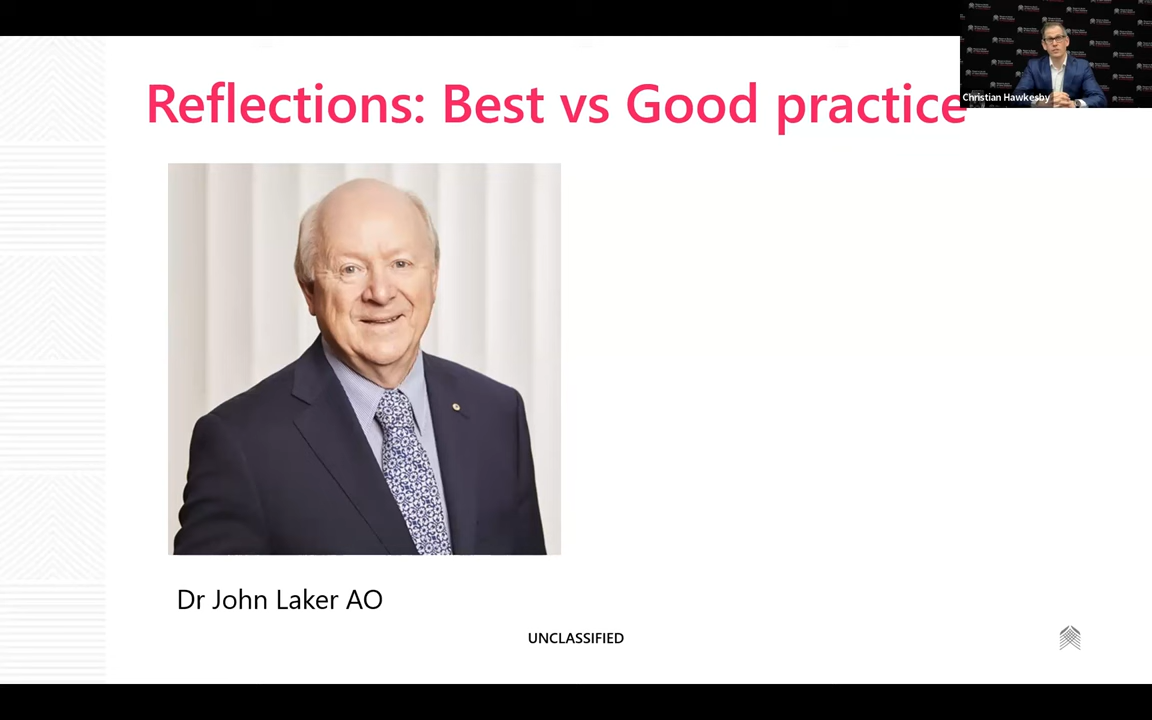 Reflections: Best vs Good practice
Christian Hawkesby
Dr John Laker AO
UNCLASSIFIED